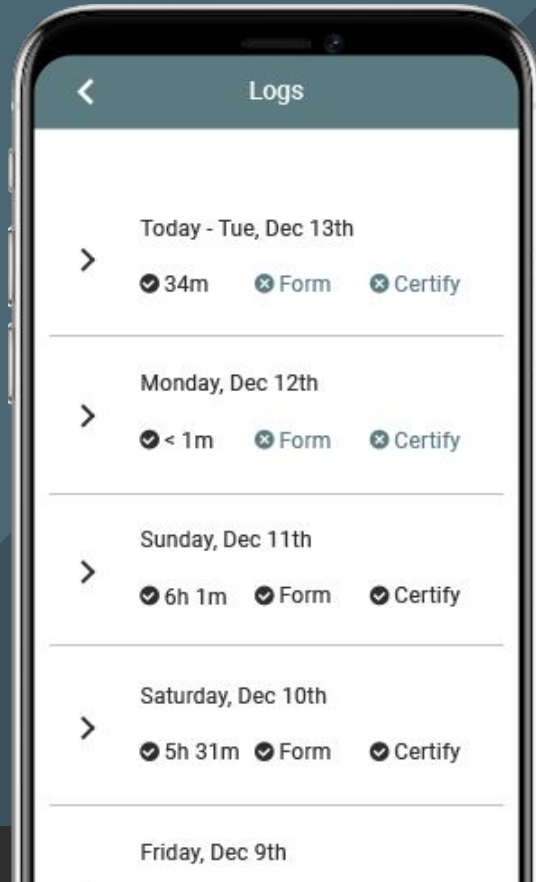 Logs
Today - Tue, Dec 13th
34m Form Certify
Monday, Dec 12th
< 1m Form Certify
Sunday, Dec 11th
6h 1m Form Certify
Saturday, Dec 10th
5h 31m Form Certify
Friday, Dec 9th